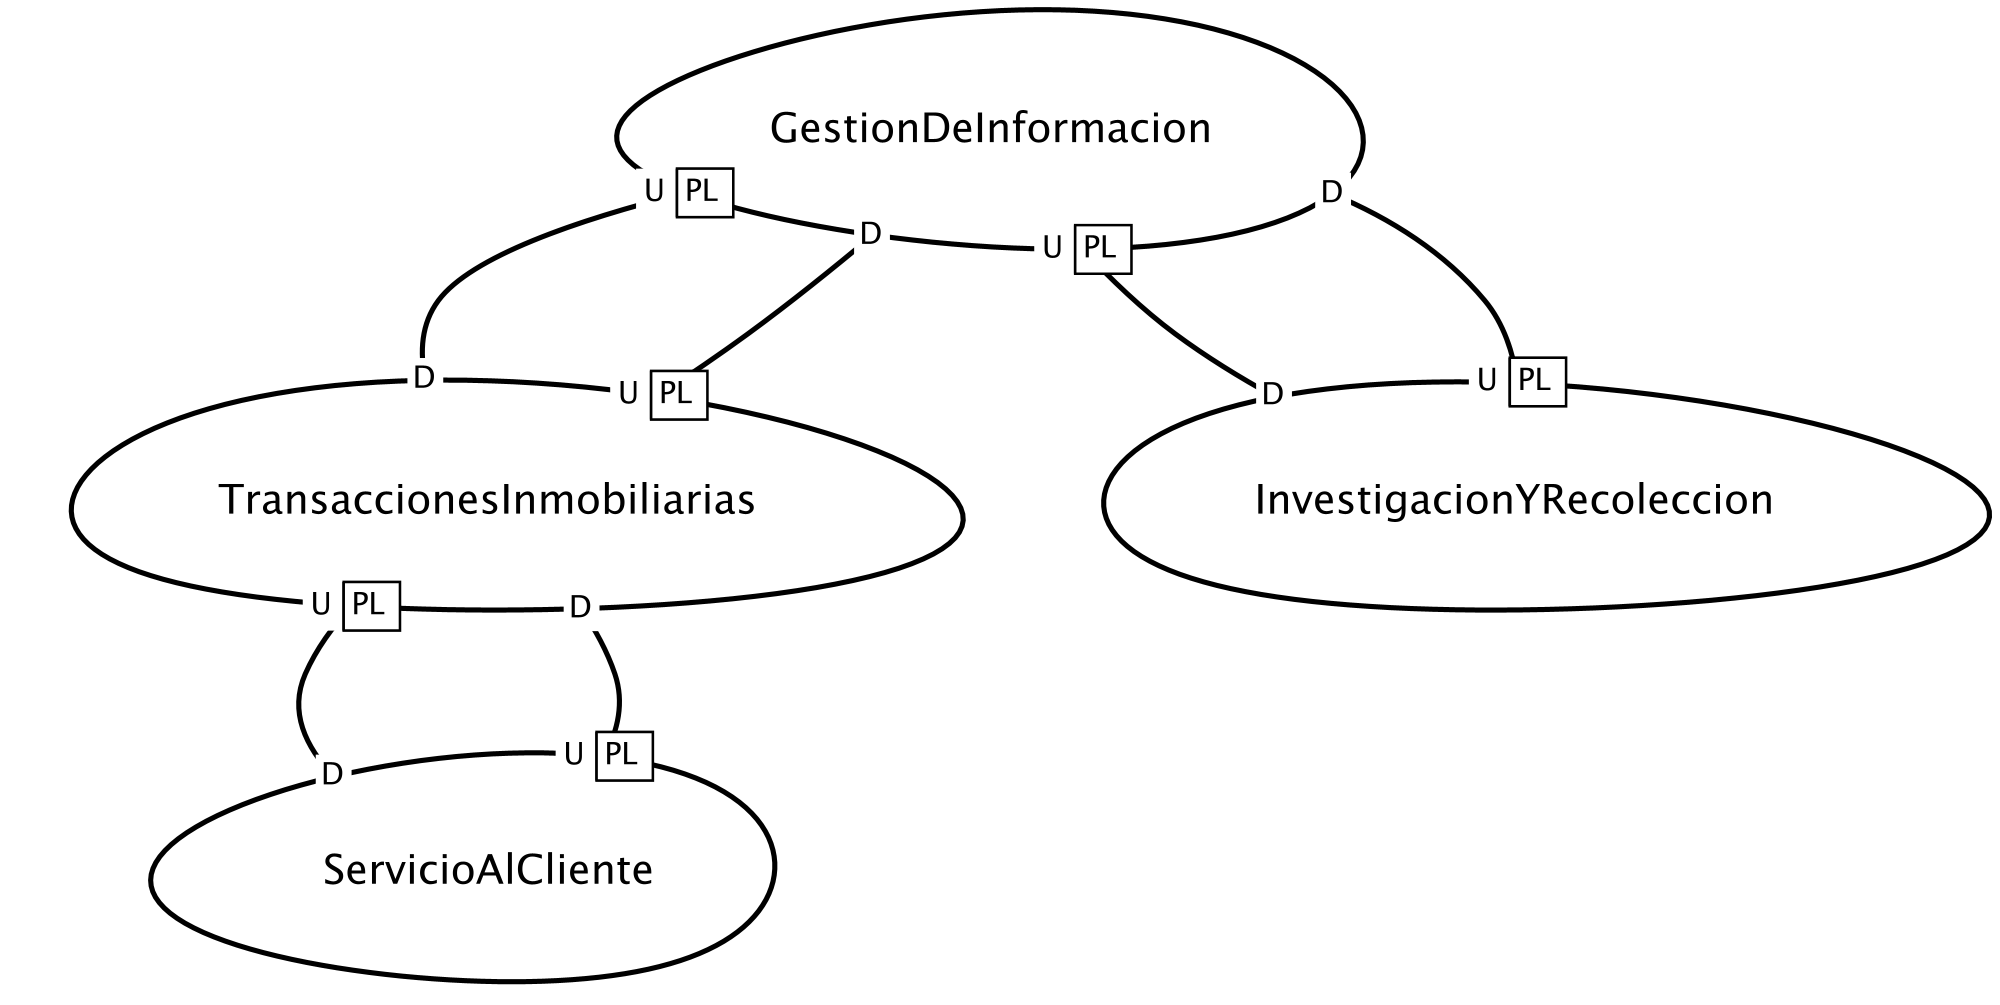 GestionDeInformacion
U PL
D
D
U PL
D
U PL
D
U PL
TransaccionesInmobiliarias
InvestigacionYRecoleccion
U PL
D
D
U PL
ServicioAlCliente